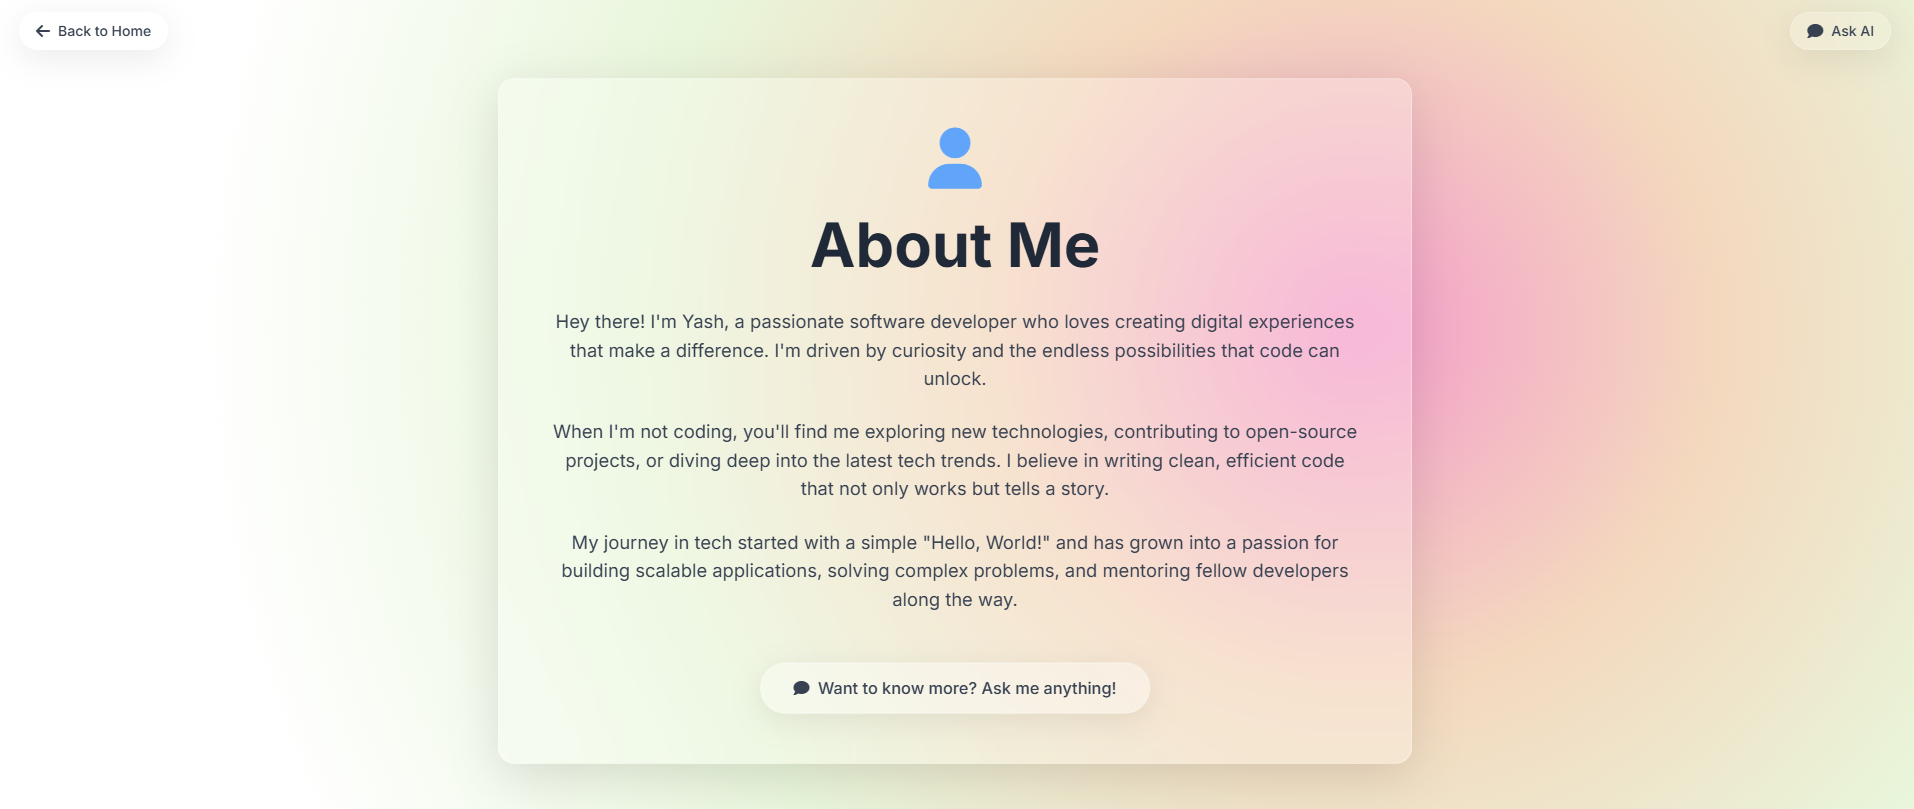 Back to Home
Ask AI
About Me
Hey there! I'm Yash, a passionate software developer who loves creating digital experiences
that make a difference. I'm driven by curiosity and the endless possibilities that code can
unlock.
When I'm not coding, you'll find me exploring new technologies, contributing to open-source
projects, or diving deep into the latest tech trends. I believe in writing clean, efficient code
that not only works but tells a story.
My journey in tech started with a simple "Hello, World!" and has grown into a passion for
building scalable applications, solving complex problems, and mentoring fellow developers
along the way.
Want to know more? Ask me anything!